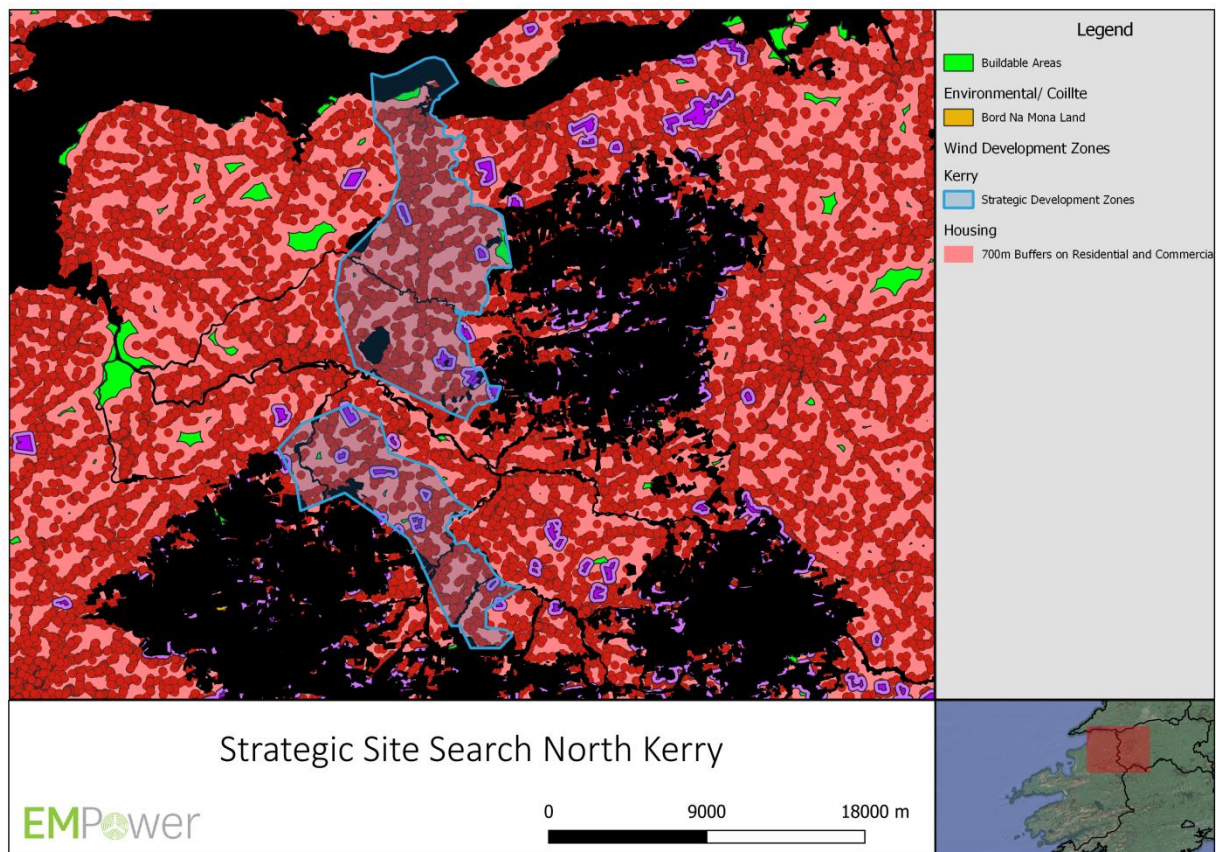 Legend
Buildable Areas
Environmental/ Coillte
Bord Na Mona Land
Wind Development Zones
Kerry
Strategic Development Zones
Housing
700m Buffers on Residential and Commercia
Strategic Site Search North Kerry
EMPower
0 9000 18000 m